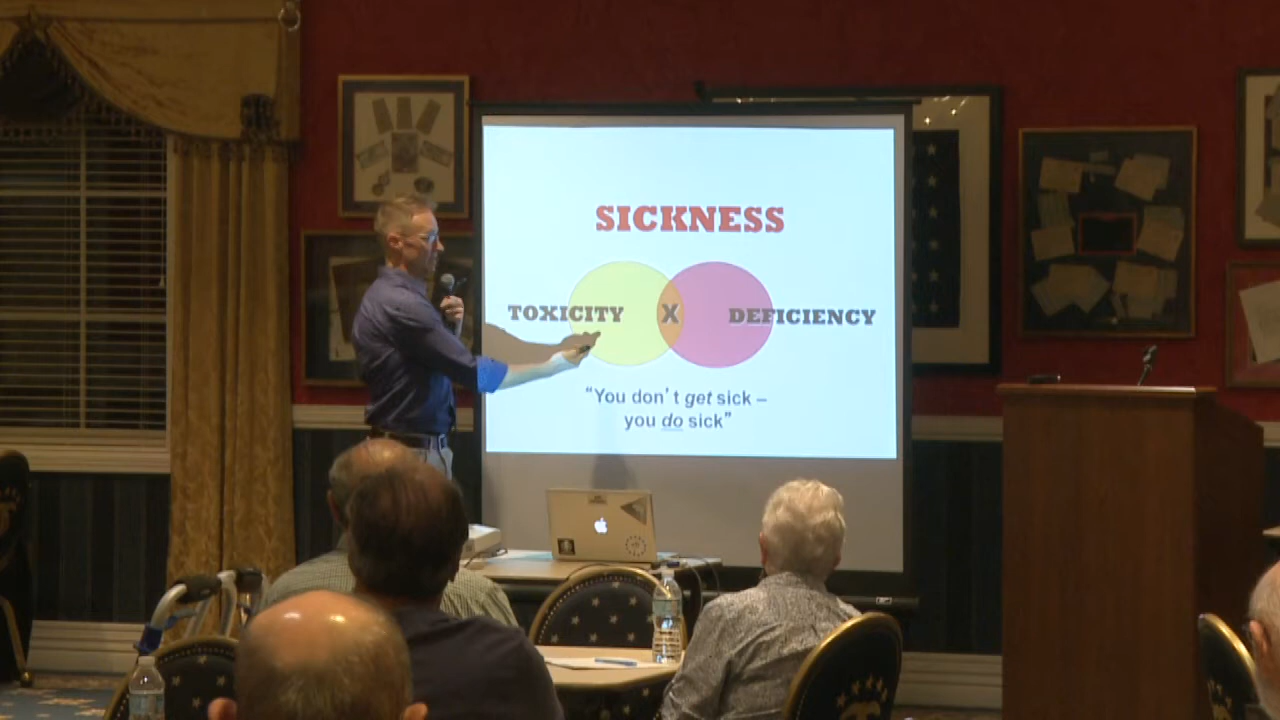 SICKNESS
TOXICITY X DEFICIENCY
“You don’t get sick –
you do sick”